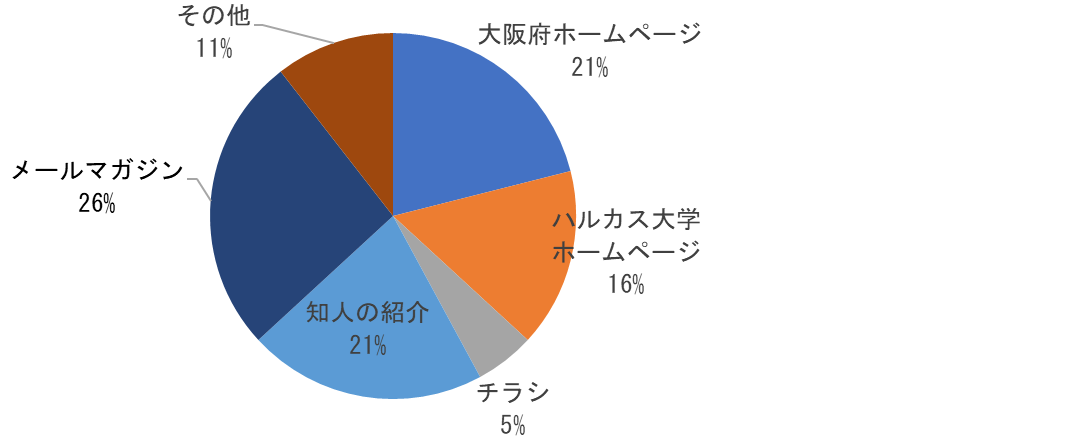 その他
11%
大阪府ホームページ
21%
メールマガジン
26%
ハルカス大学
ホームページ
16%
知人の紹介
21%
チラシ
5%